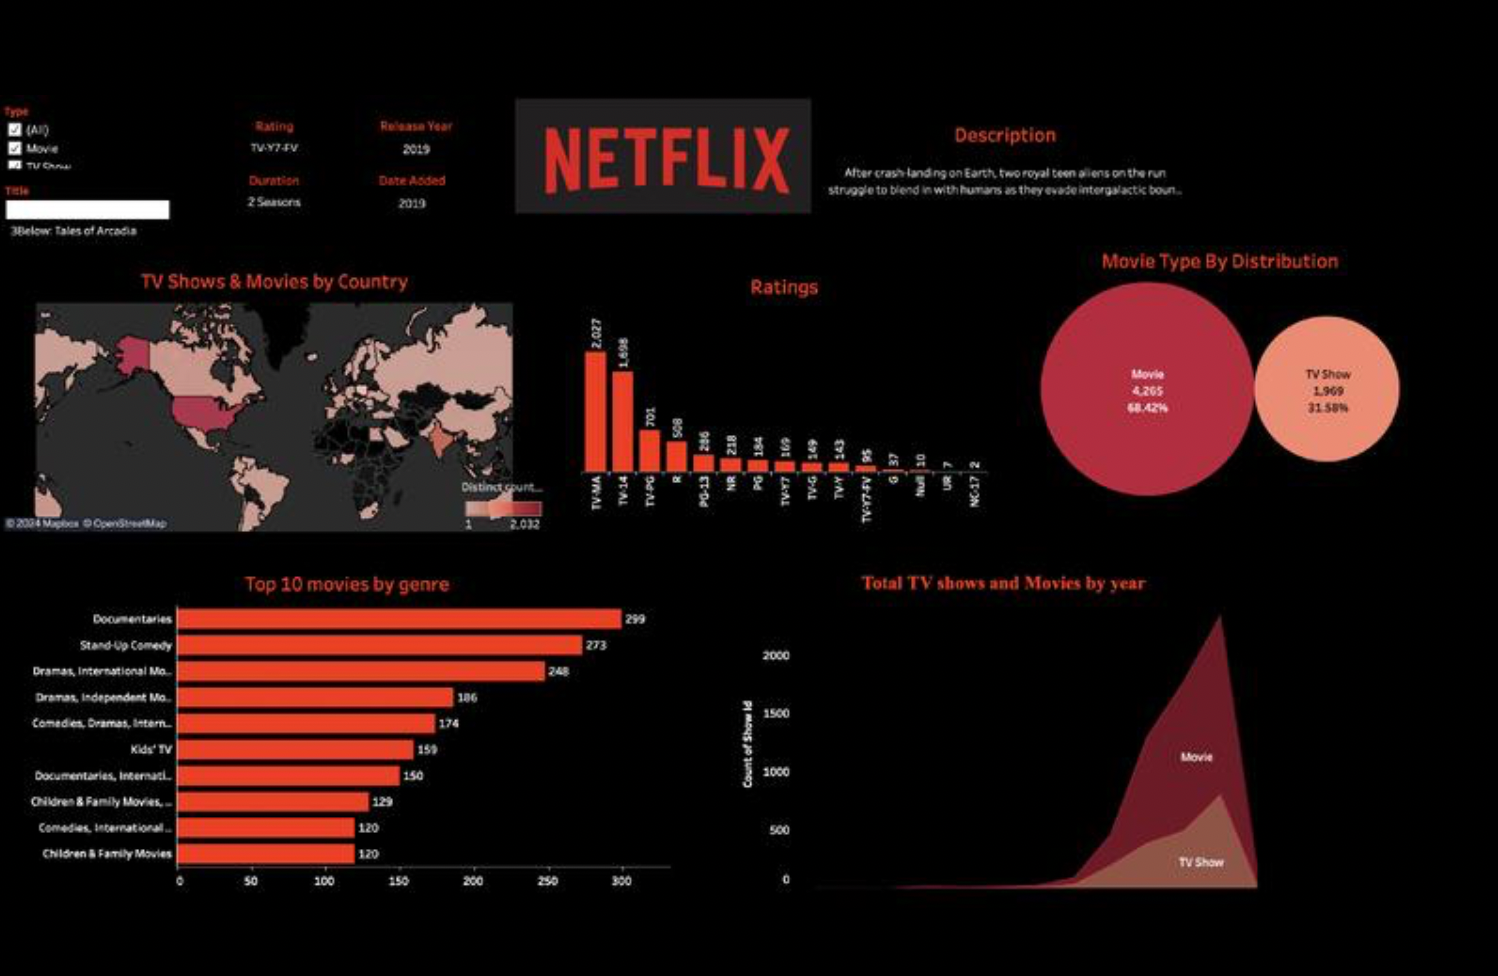 Type
(All)
Movie
TV Show
Title
3Below: Tales of Arcadia
Rating
TV-Y7-FV
Release Year
2019
Duration
2 Seasons
Date Added
2019
NETFLIX
Description
After crash-landing on Earth, two royal teen aliens on the run
struggle to blend in with humans as they evade intergalactic boun..
TV Shows & Movies by Country
© 2024 Mapbox © OpenStreetMap
Distinct count...
1 2,032
Ratings
2,027
1,698
701
508
286
218
184
169
149
143
95
37
10
7
2
TV-MA
TV-14
TV-PG
R
PG-13
NR
PG
TV-Y7
TV-G
TV-Y
TV-Y7-FV
G
Null
UR
NC-17
Movie Type By Distribution
Movie
4,265
68.42%
TV Show
1,969
31.58%
Top 10 movies by genre
Documentaries 299
Stand-Up Comedy 273
Dramas, International Mo.. 248
Dramas, Independent Mo.. 186
Comedies, Dramas, Intern.. 174
Kids' TV 159
Documentaries, Internati.. 150
Children & Family Movies, .. 129
Comedies, International .. 120
Children & Family Movies 120
0 50 100 150 200 250 300
Total TV shows and Movies by year
Count of Show Id
2000
1500
1000
500
0
Movie
TV Show